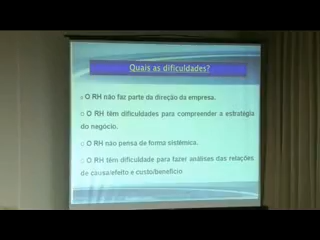 Quais as dificuldades?
O RH não faz parte da direção da empresa.
O RH têm dificuldades para compreender a estratégia
do negócio.
O RH não pensa de forma sistêmica.
O RH têm dificuldade para fazer análises das relações
de causa/efeito e custo/benefício